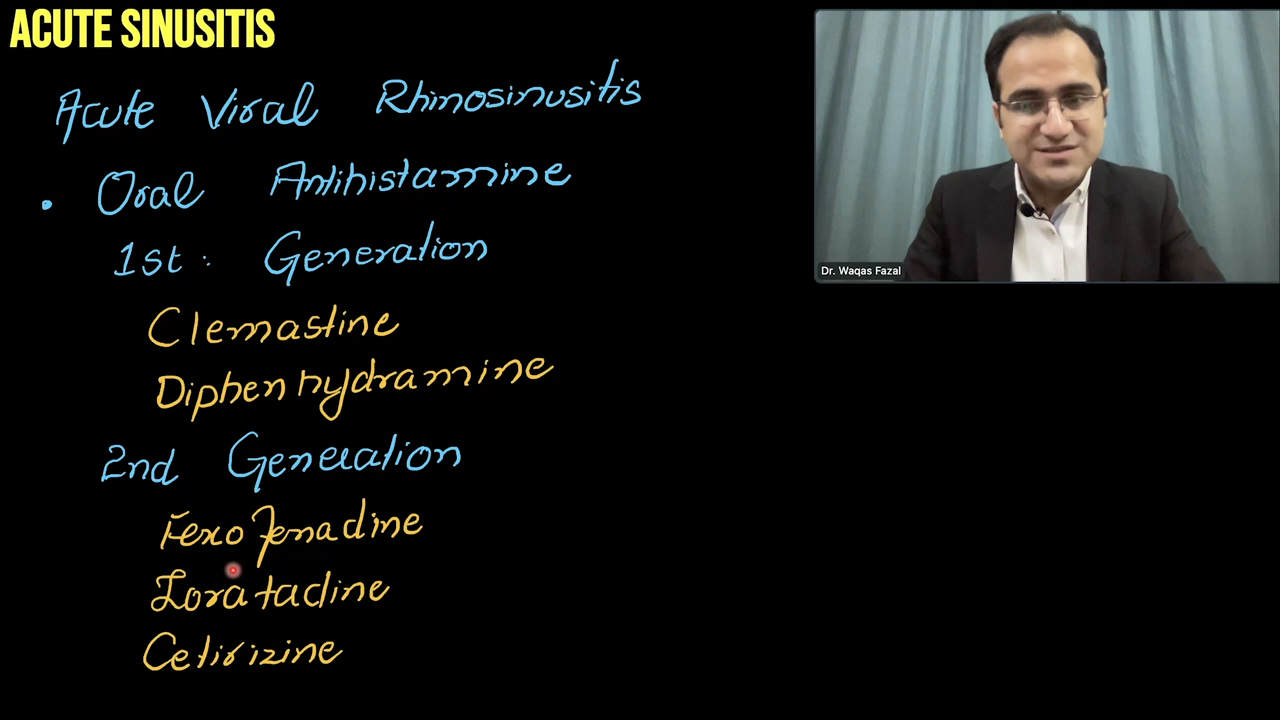 ACUTE SINUSITIS
Acute Viral Rhinosinusitis
• Oral Antihistamine
1st : Generation
Clemastine
Diphenhydramine
2nd Generation
Fexofenadine
Loratadine
Cetirizine
Dr. Waqas Fazal